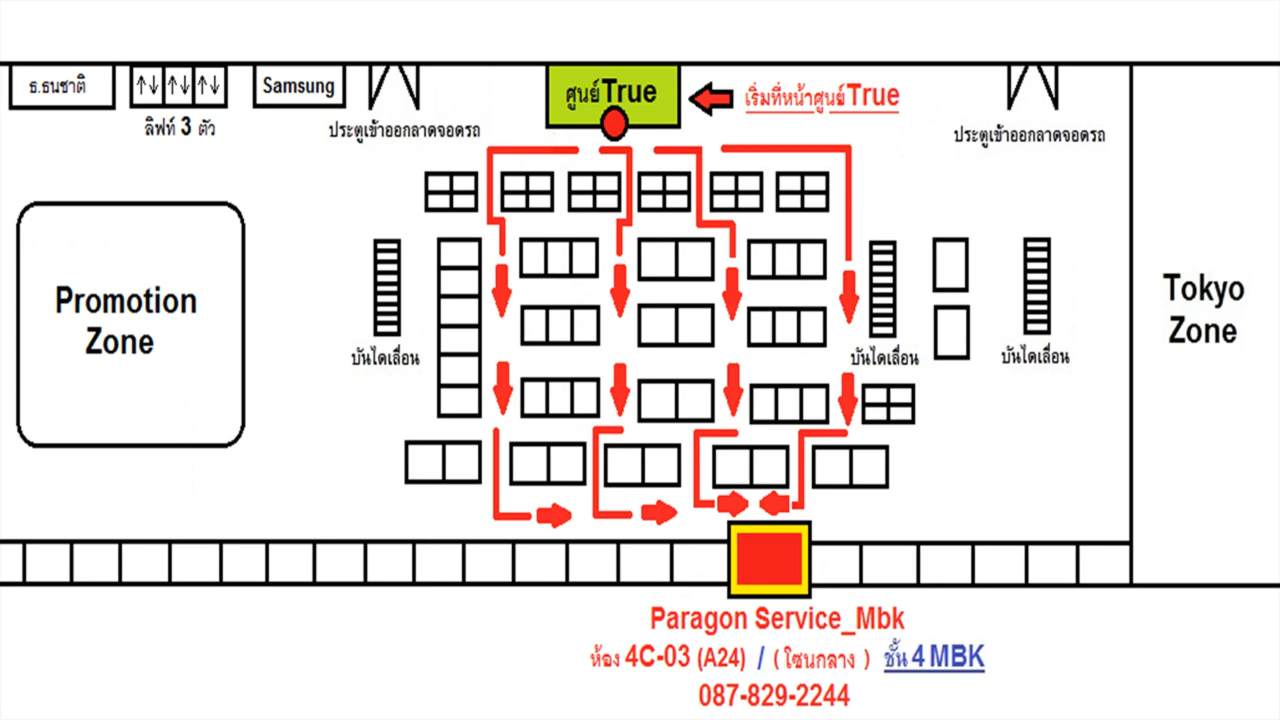 ธ.ธนชาติ
ลิฟท์ 3 ตัว
Samsung
ประตูเข้าออกลาดจอดรถ
ศูนย์True
เริ่มที่หน้าศูนย์True
ประตูเข้าออกลาดจอดรถ
Promotion
Zone
บันไดเลื่อน
บันไดเลื่อน
บันไดเลื่อน
Tokyo
Zone
Paragon Service_Mbk
ห้อง 4C-03 (A24) / ( โซนกลาง ) ชั้น 4 MBK
087-829-2244